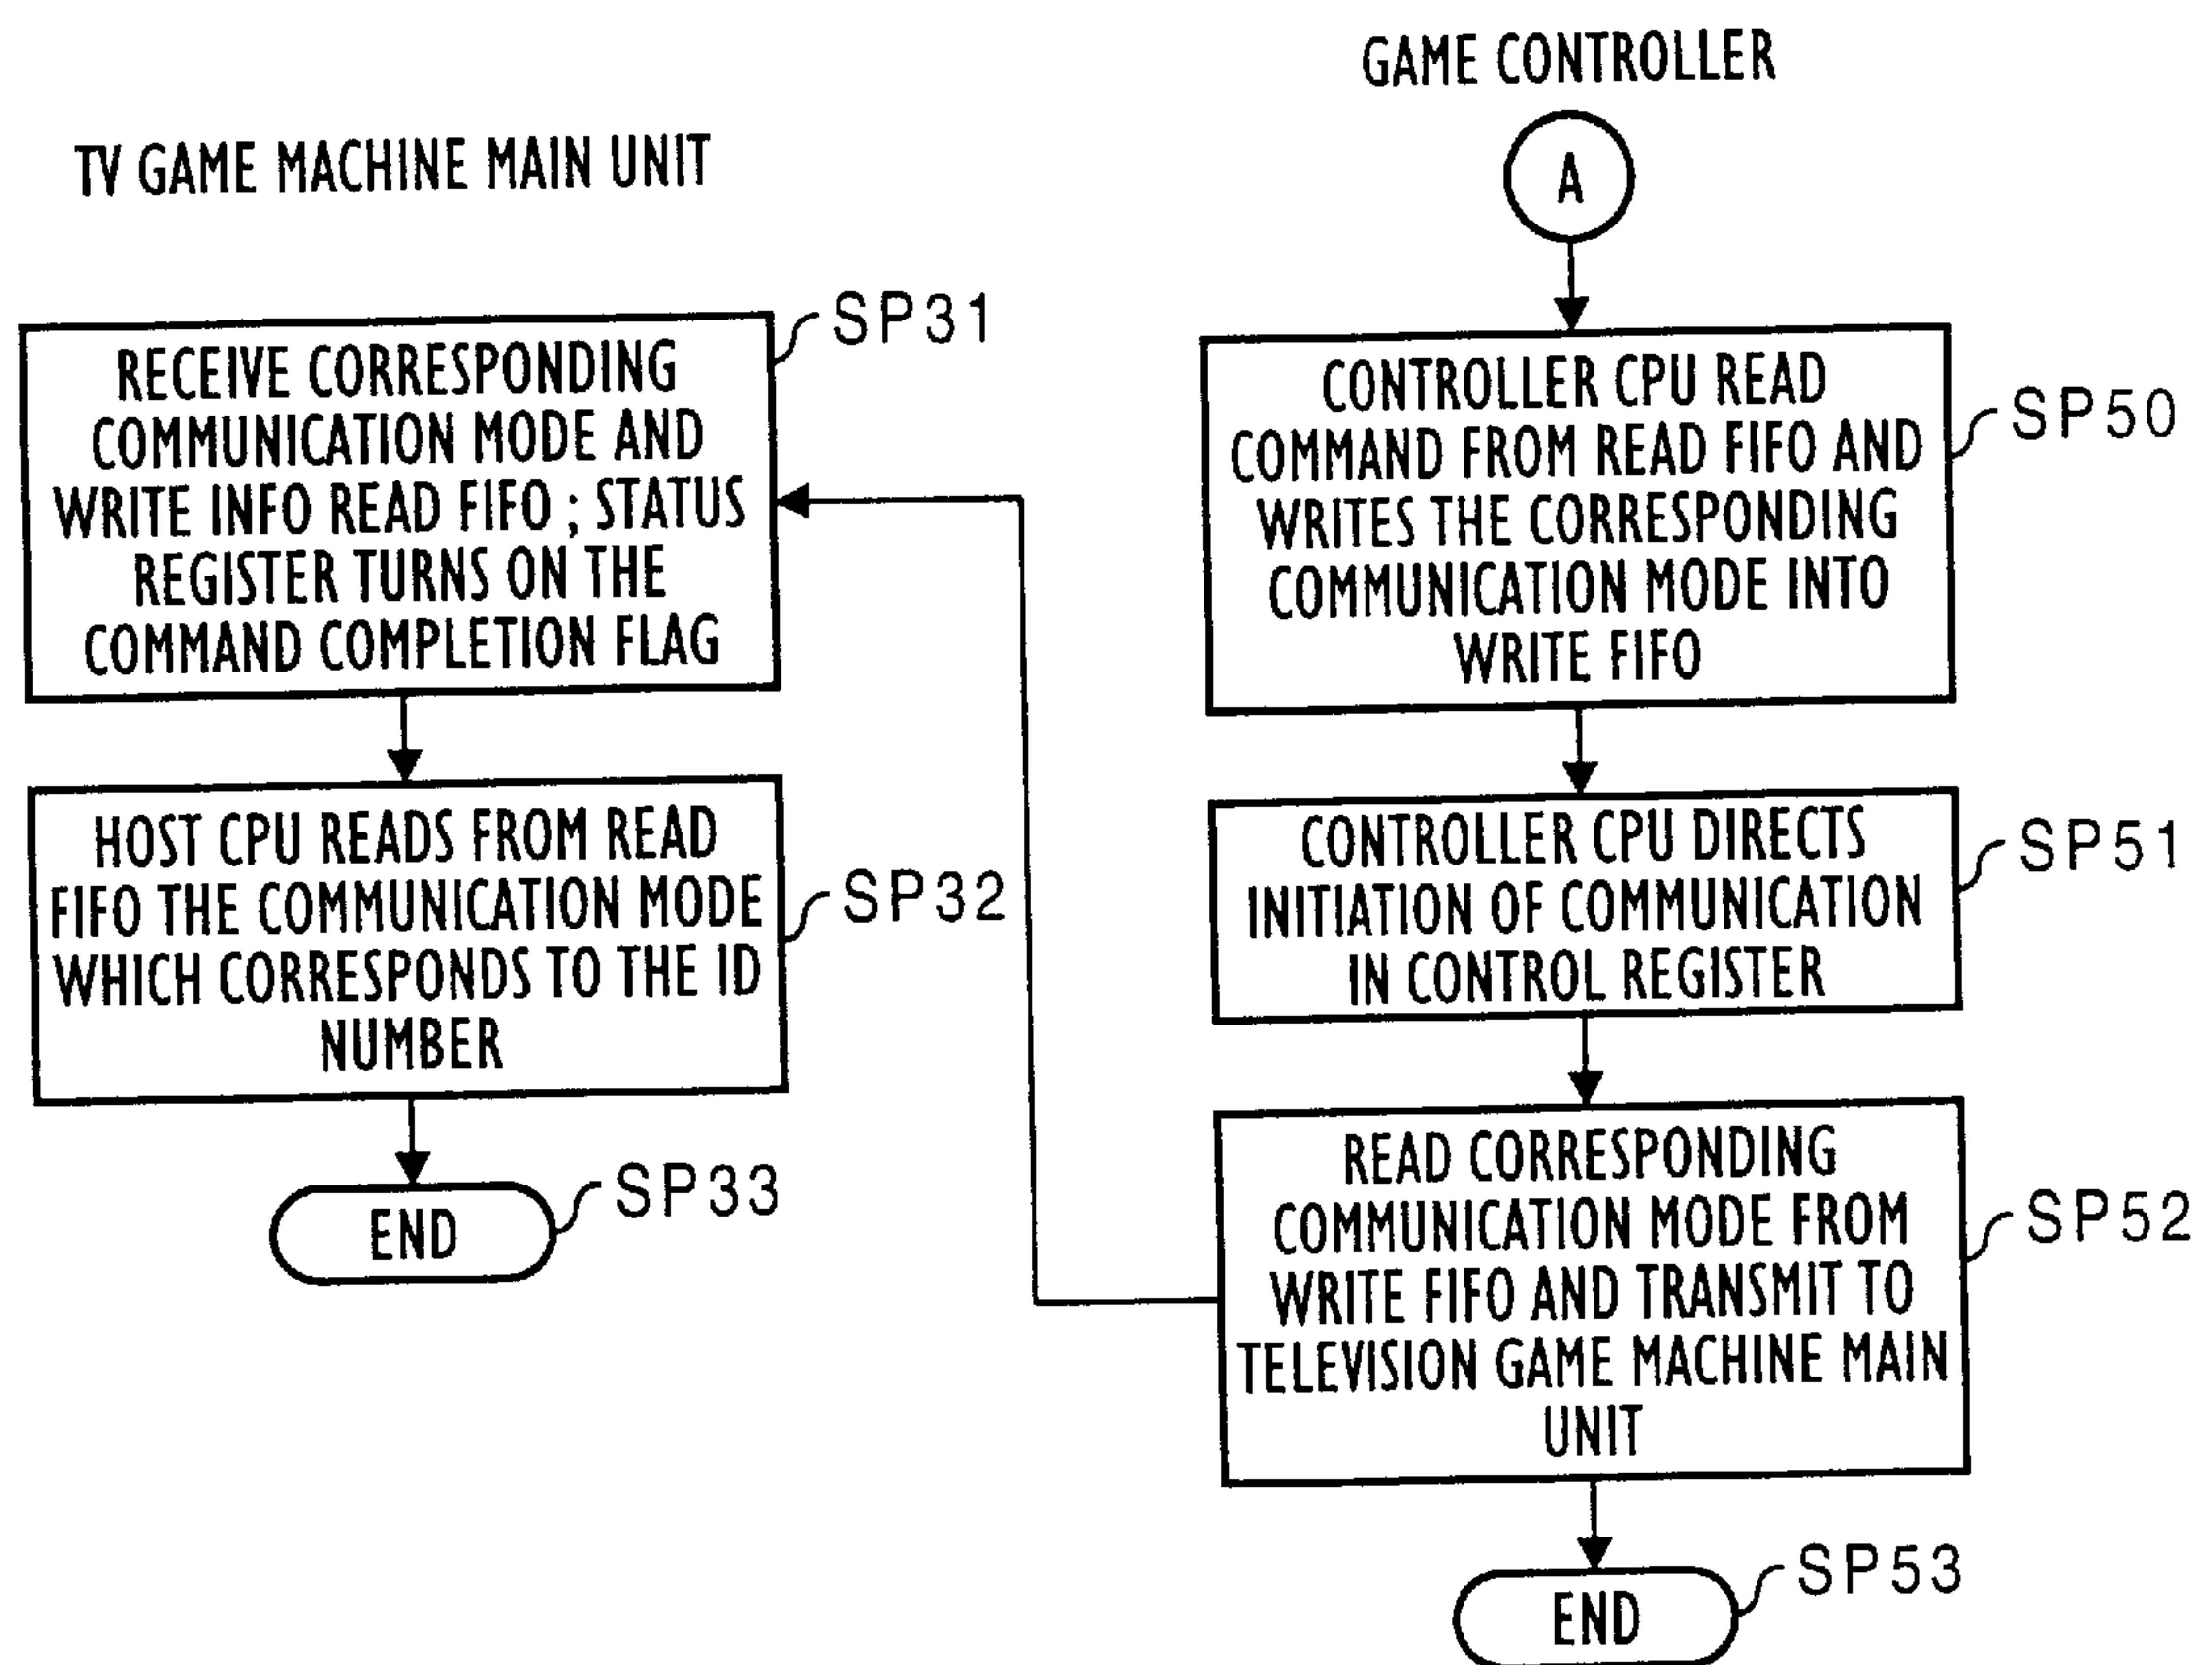 TV GAME MACHINE MAIN UNIT
SP31
RECEIVE CORRESPONDING
COMMUNICATION MODE AND
WRITE INFO READ FIFO ; STATUS
REGISTER TURNS ON THE
COMMAND COMPLETION FLAG
SP32
HOST CPU READS FROM READ
FIFO THE COMMUNICATION MODE
WHICH CORRESPONDS TO THE ID
NUMBER
SP33
END
GAME CONTROLLER
A
SP50
CONTROLLER CPU READ
COMMAND FROM READ FIFO AND
WRITES THE CORRESPONDING
COMMUNICATION MODE INTO
WRITE FIFO
SP51
CONTROLLER CPU DIRECTS
INITIATION OF COMMUNICATION
IN CONTROL REGISTER
SP52
READ CORRESPONDING
COMMUNICATION MODE FROM
WRITE FIFO AND TRANSMIT TO
TELEVISION GAME MACHINE MAIN
UNIT
SP53
END